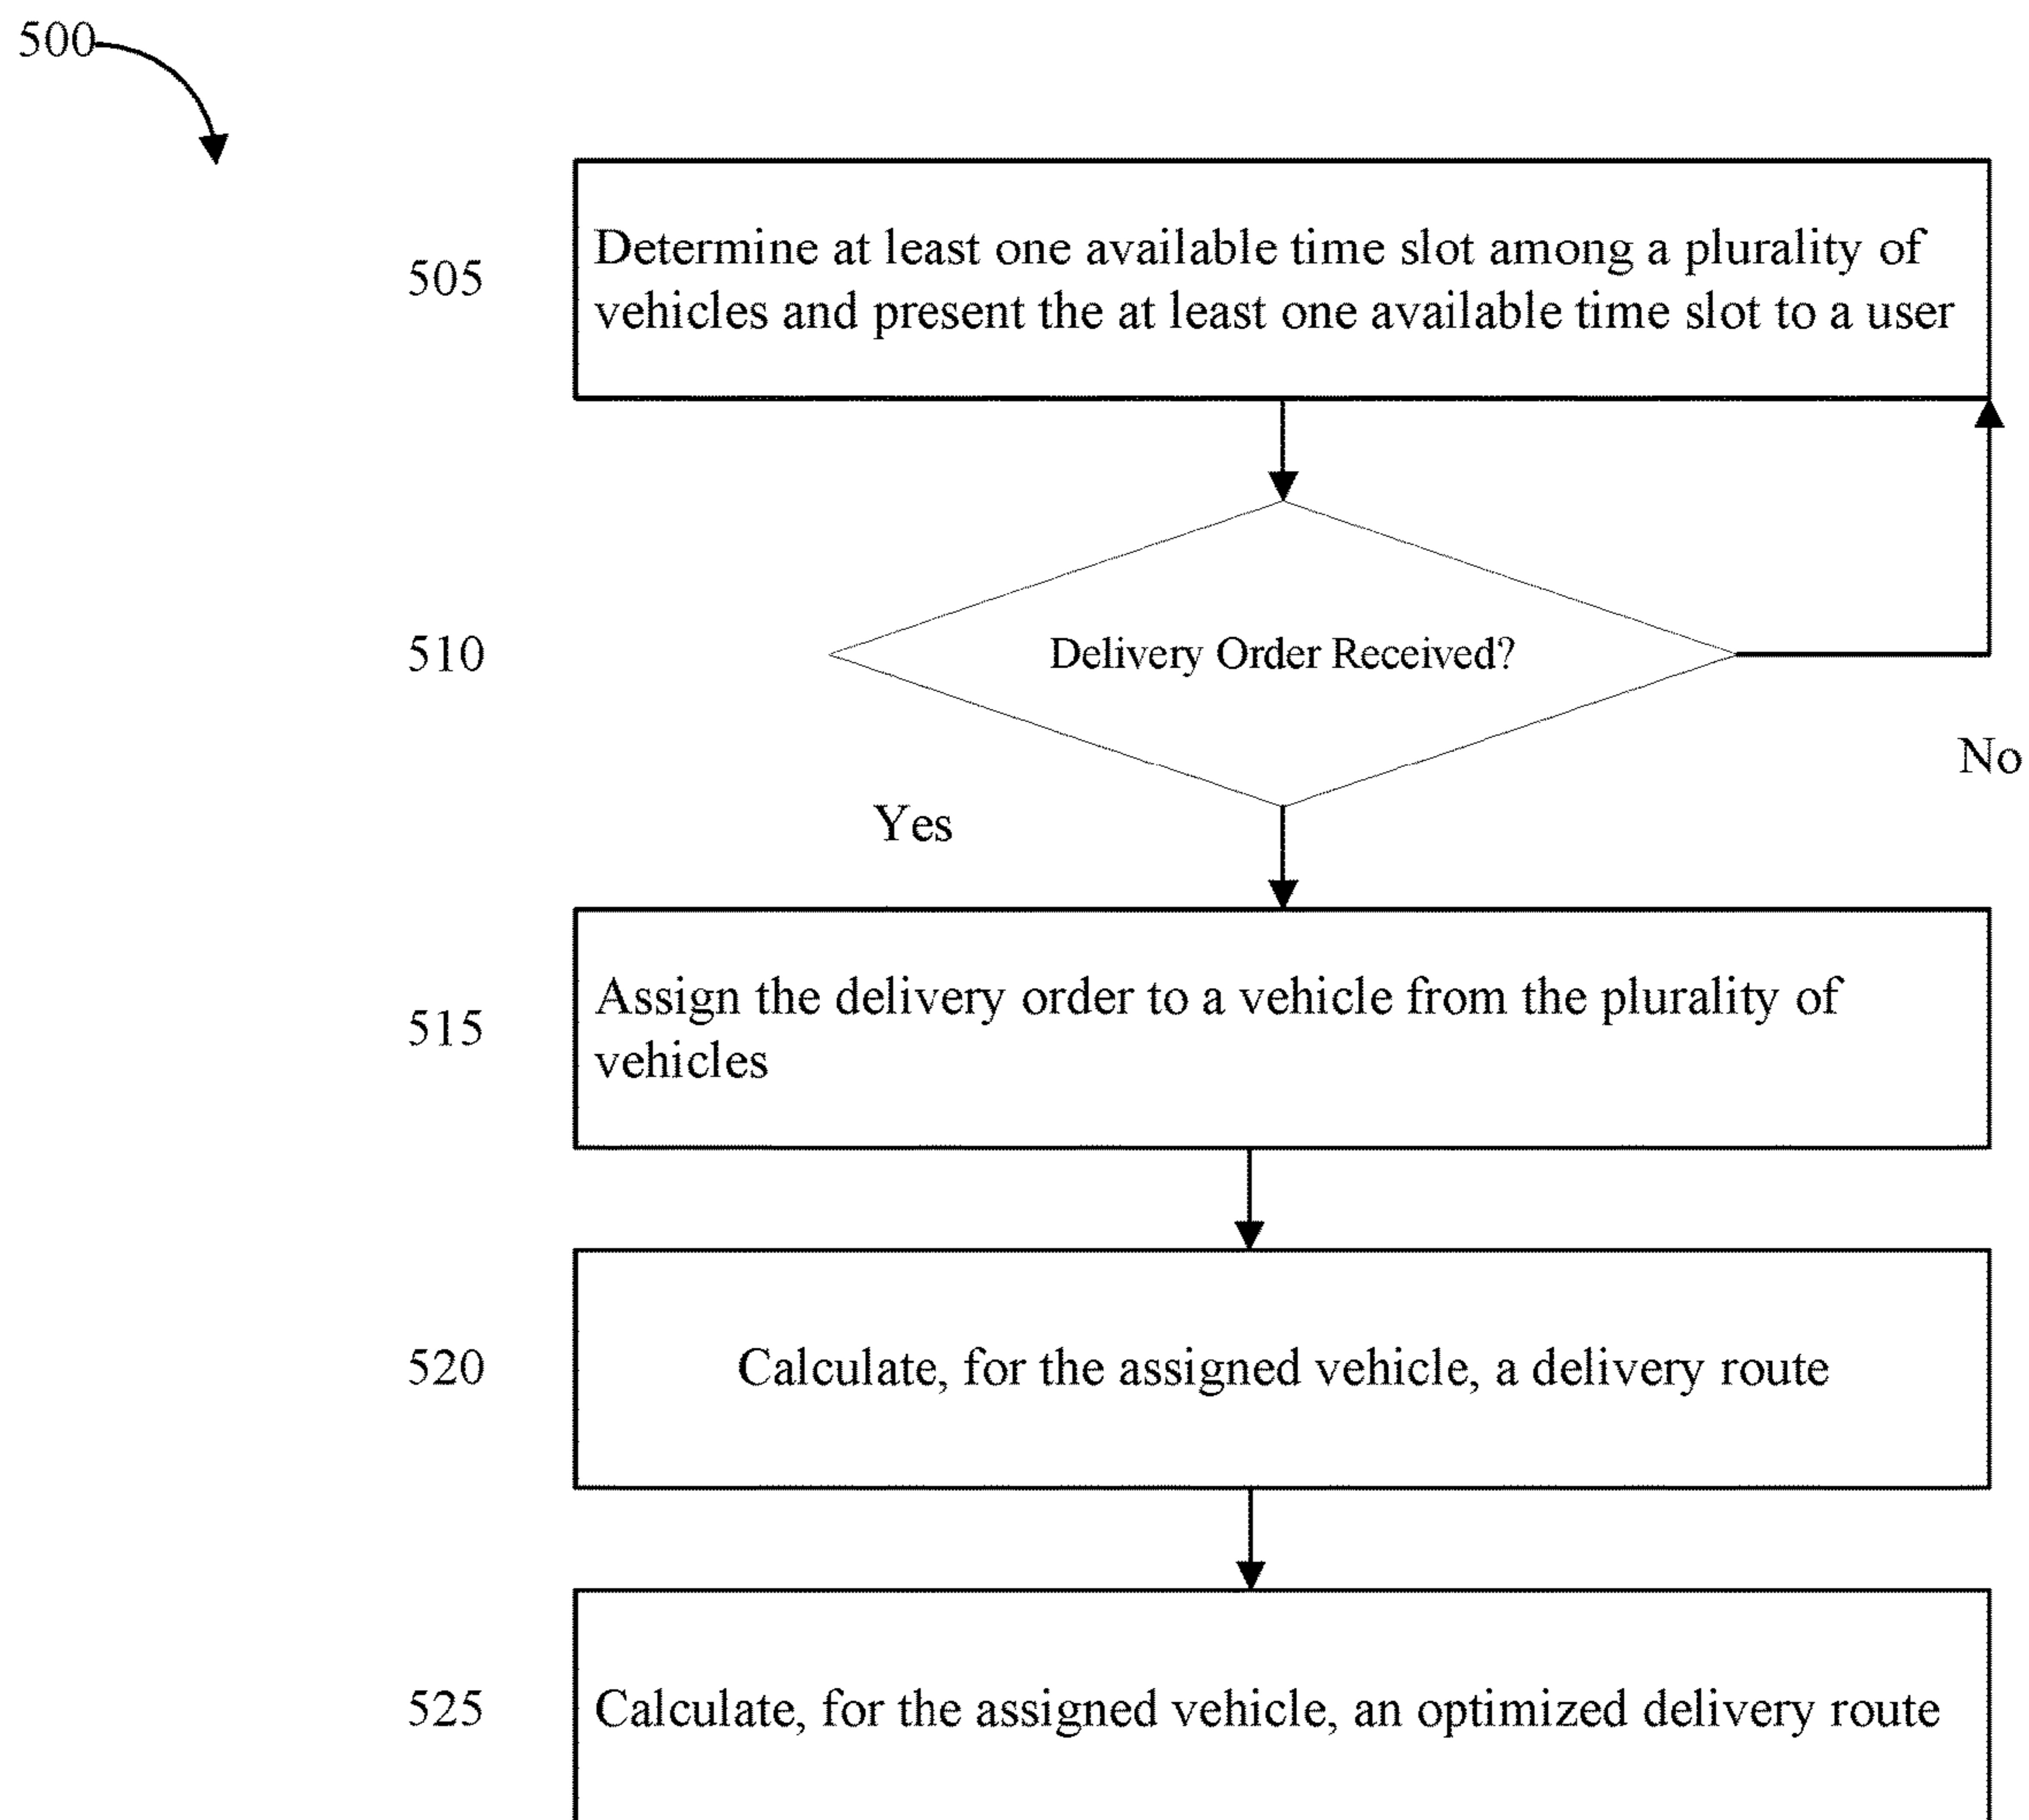 500
505
Determine at least one available time slot among a plurality of
vehicles and present the at least one available time slot to a user
510
Delivery Order Received?
No
Yes
515
Assign the delivery order to a vehicle from the plurality of
vehicles
520
Calculate, for the assigned vehicle, a delivery route
525
Calculate, for the assigned vehicle, an optimized delivery route